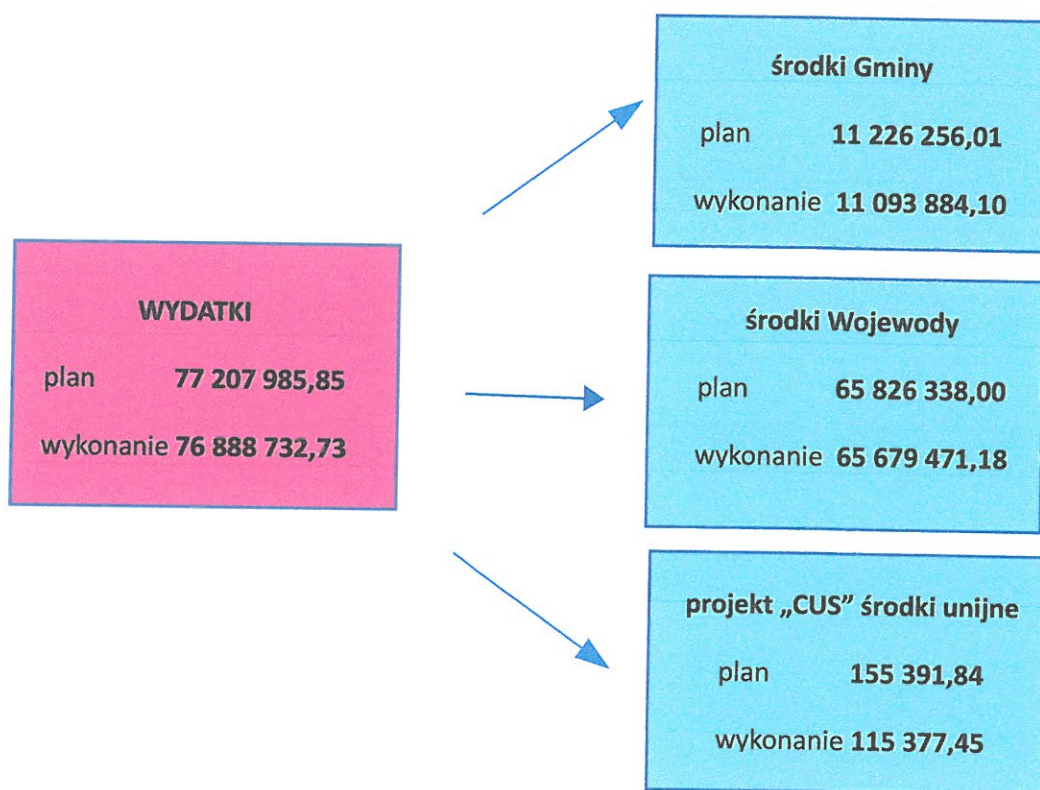 WYDATKI
plan 77 207 985,85
wykonanie 76 888 732,73
środki Gminy
plan 11 226 256,01
wykonanie 11 093 884,10
środki Wojewody
plan 65 826 338,00
wykonanie 65 679 471,18
projekt „CUS” środki unijne
plan 155 391,84
wykonanie 115 377,45